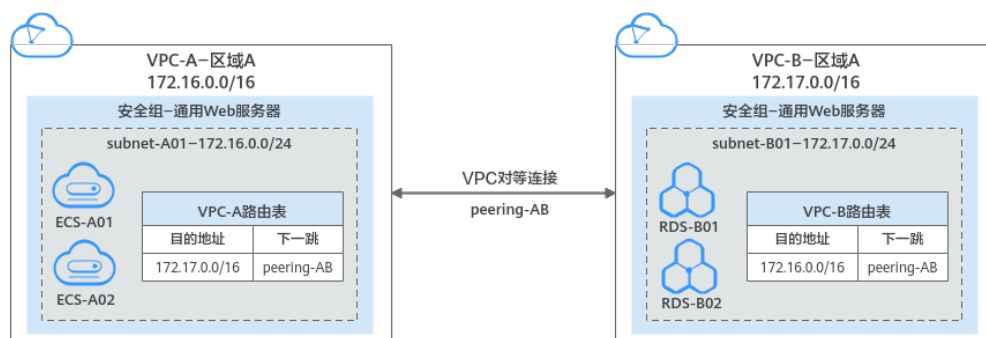 VPC-A-区域A
172.16.0.0/16
安全组-通用Web服务器
subnet-A01-172.16.0.0/24
ECS-A01
ECS-A02
VPC-A路由表
目的地址 下一跳
172.17.0.0/16 peering-AB
VPC对等连接
peering-AB
VPC-B-区域A
172.17.0.0/16
安全组-通用Web服务器
subnet-B01-172.17.0.0/24
RDS-B01
RDS-B02
VPC-B路由表
目的地址 下一跳
172.16.0.0/16 peering-AB